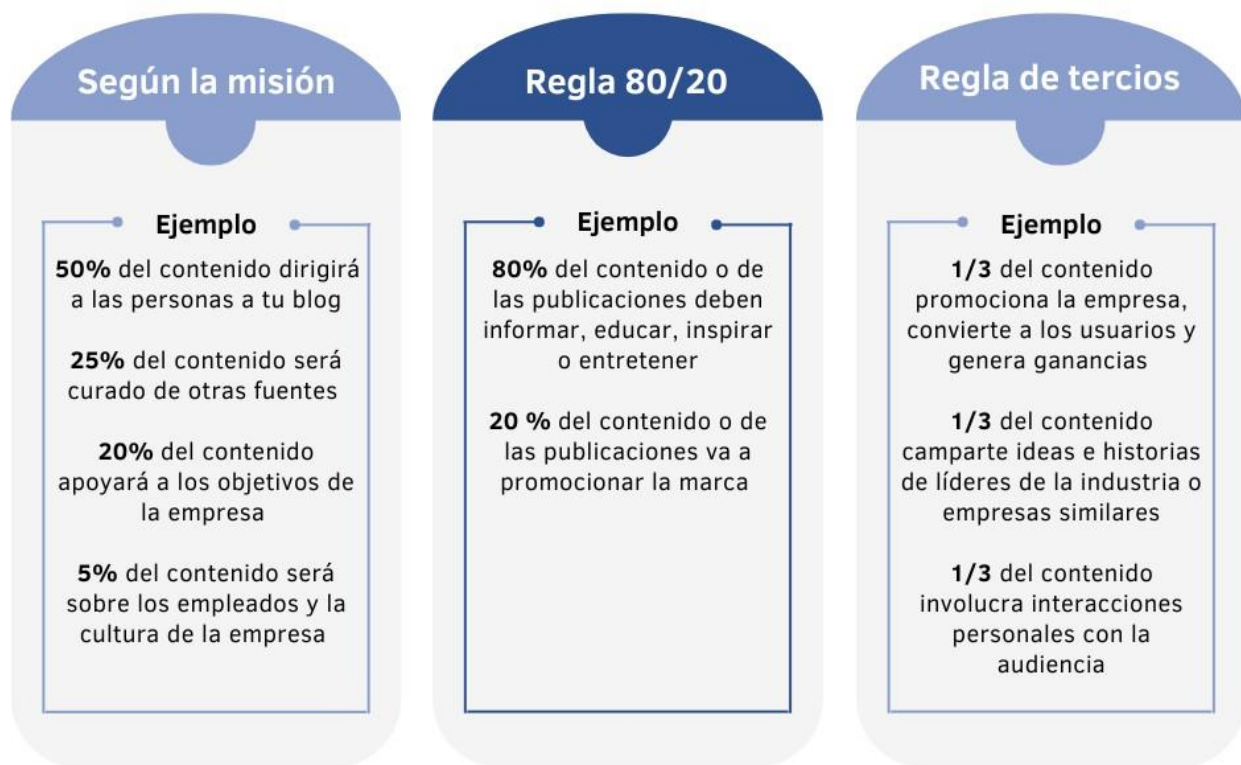 Según la misión
Ejemplo
50% del contenido dirigirá
a las personas a tu blog
25% del contenido será
curado de otras fuentes
20% del contenido
apoyará a los objetivos de
la empresa
5% del contenido será
sobre los empleados y la
cultura de la empresa
Regla 80/20
Ejemplo
80% del contenido o de
las publicaciones deben
informar, educar, inspirar
o entretener
20 % del contenido o de
las publicaciones va a
promocionar la marca
Regla de tercios
Ejemplo
1/3 del contenido
promociona la empresa,
convierte a los usuarios y
genera ganancias
1/3 del contenido
camparte ideas e historias
de líderes de la industria o
empresas similares
1/3 del contenido
involucra interacciones
personales con la
audiencia